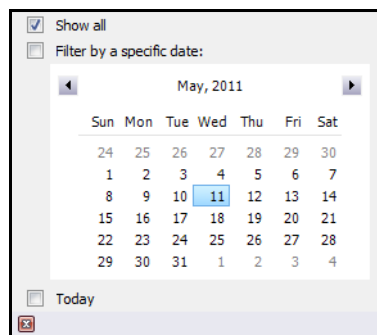 Show all
Filter by a specific date:
May, 2011
Sun Mon Tue Wed Thu Fri Sat
24 25 26 27 28 29 30
1 2 3 4 5 6 7
8 9 10 11 12 13 14
15 16 17 18 19 20 21
22 23 24 25 26 27 28
29 30 31 1 2 3 4
Today